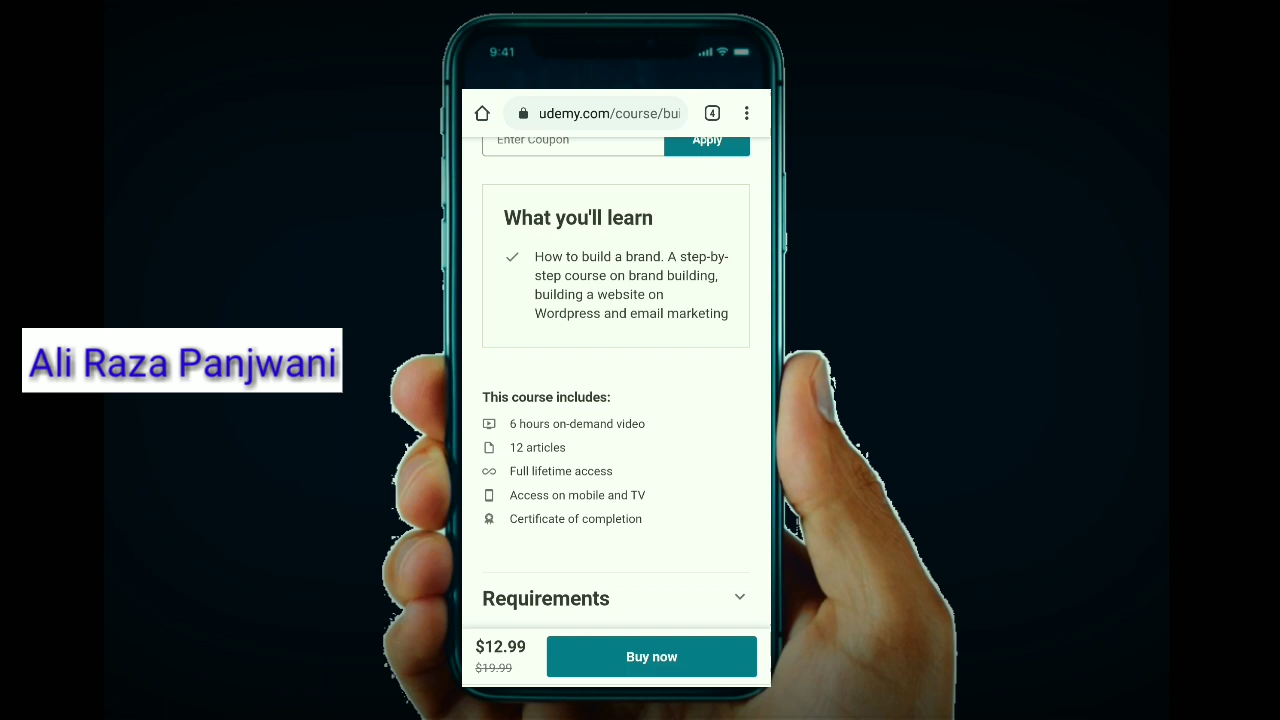 9:41
udemy.com/course/bui
4
Enter Coupon
Apply
What you'll learn
How to build a brand. A step-by-
step course on brand building,
building a website on
Wordpress and email marketing
Ali Raza Panjwani
This course includes:
6 hours on-demand video
12 articles
Full lifetime access
Access on mobile and TV
Certificate of completion
Requirements
$12.99
$19.99
Buy now